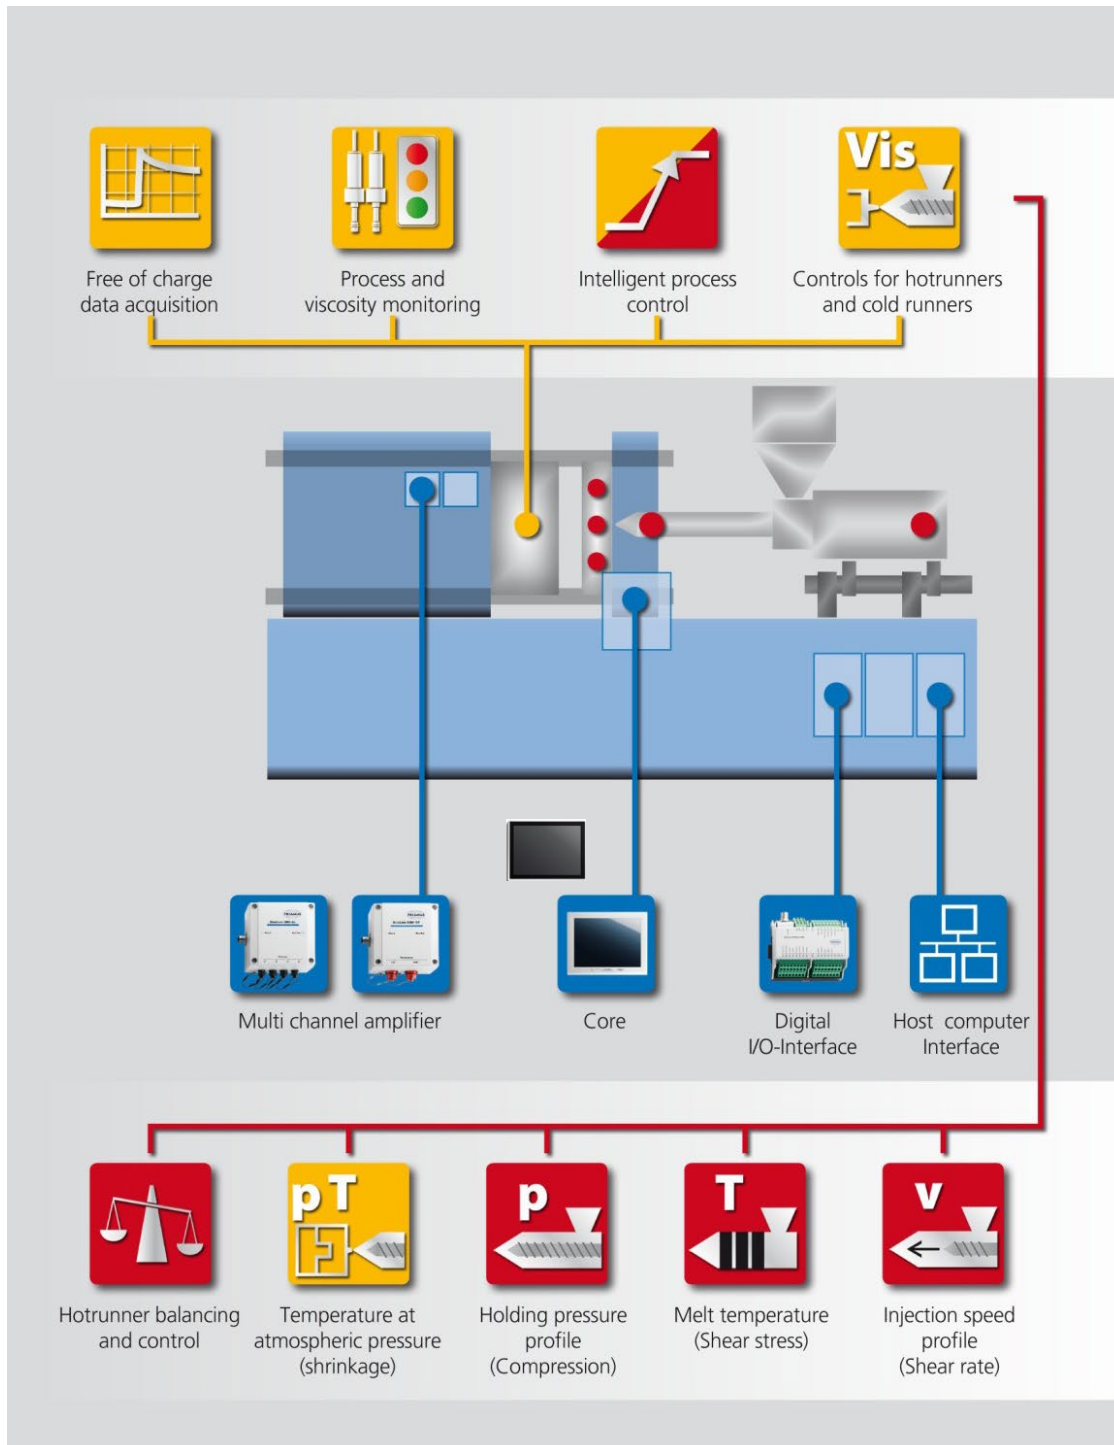 Vis
Free of charge
data acquisition
Process and
viscosity monitoring
Intelligent process
control
Controls for hotrunners
and cold runners
Multi channel amplifier
Core
Digital
I/O-Interface
Host computer
Interface
pT
p
T
v
Hotrunner balancing
and control
Temperature at
atmospheric pressure
(shrinkage)
Holding pressure
profile
(Compression)
Melt temperature
(Shear stress)
Injection speed
profile
(Shear rate)